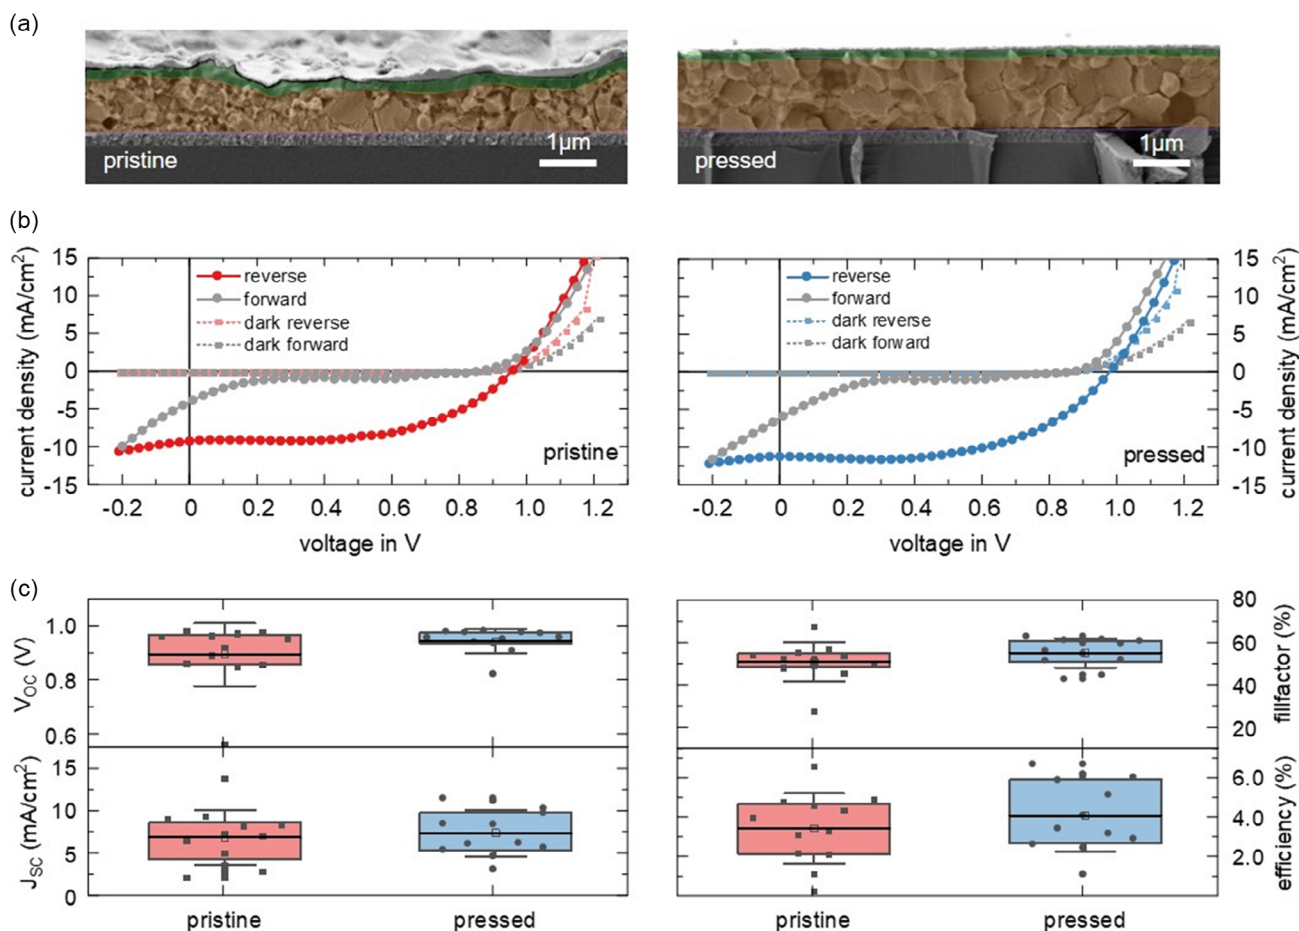 (a)
pristine
1μm
pressed
1μm
(b)
current density (mA/cm²)
15
10
5
0
-5
-10
-15
reverse
forward
dark reverse
dark forward
pristine
-0.2 0 0.2 0.4 0.6 0.8 1.0 1.2
voltage in V
reverse
forward
dark reverse
dark forward
pressed
15
10
5
0
-5
-10
-15
current density (mA/cm²)
-0.2 0 0.2 0.4 0.6 0.8 1.0 1.2
voltage in V
(c)
V_OC (V)
1.0
0.8
0.6
J_SC (mA/cm²)
15
10
5
0
pristine pressed
80
60
40
20
fillfactor (%)
6.0
4.0
2.0
efficiency (%)
pristine pressed